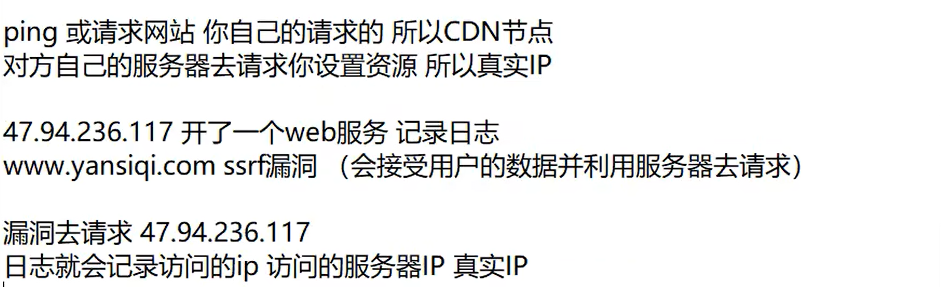 ping 或请求网站 你自己的请求的 所以CDN节点
对方自己的服务器去请求你设置资源 所以真实IP
47.94.236.117 开了一个web服务 记录日志
www.yansiqi.com ssrf漏洞 （会接受用户的数据并利用服务器去请求）
漏洞去请求 47.94.236.117
日志就会记录访问的ip 访问的服务器IP 真实IP